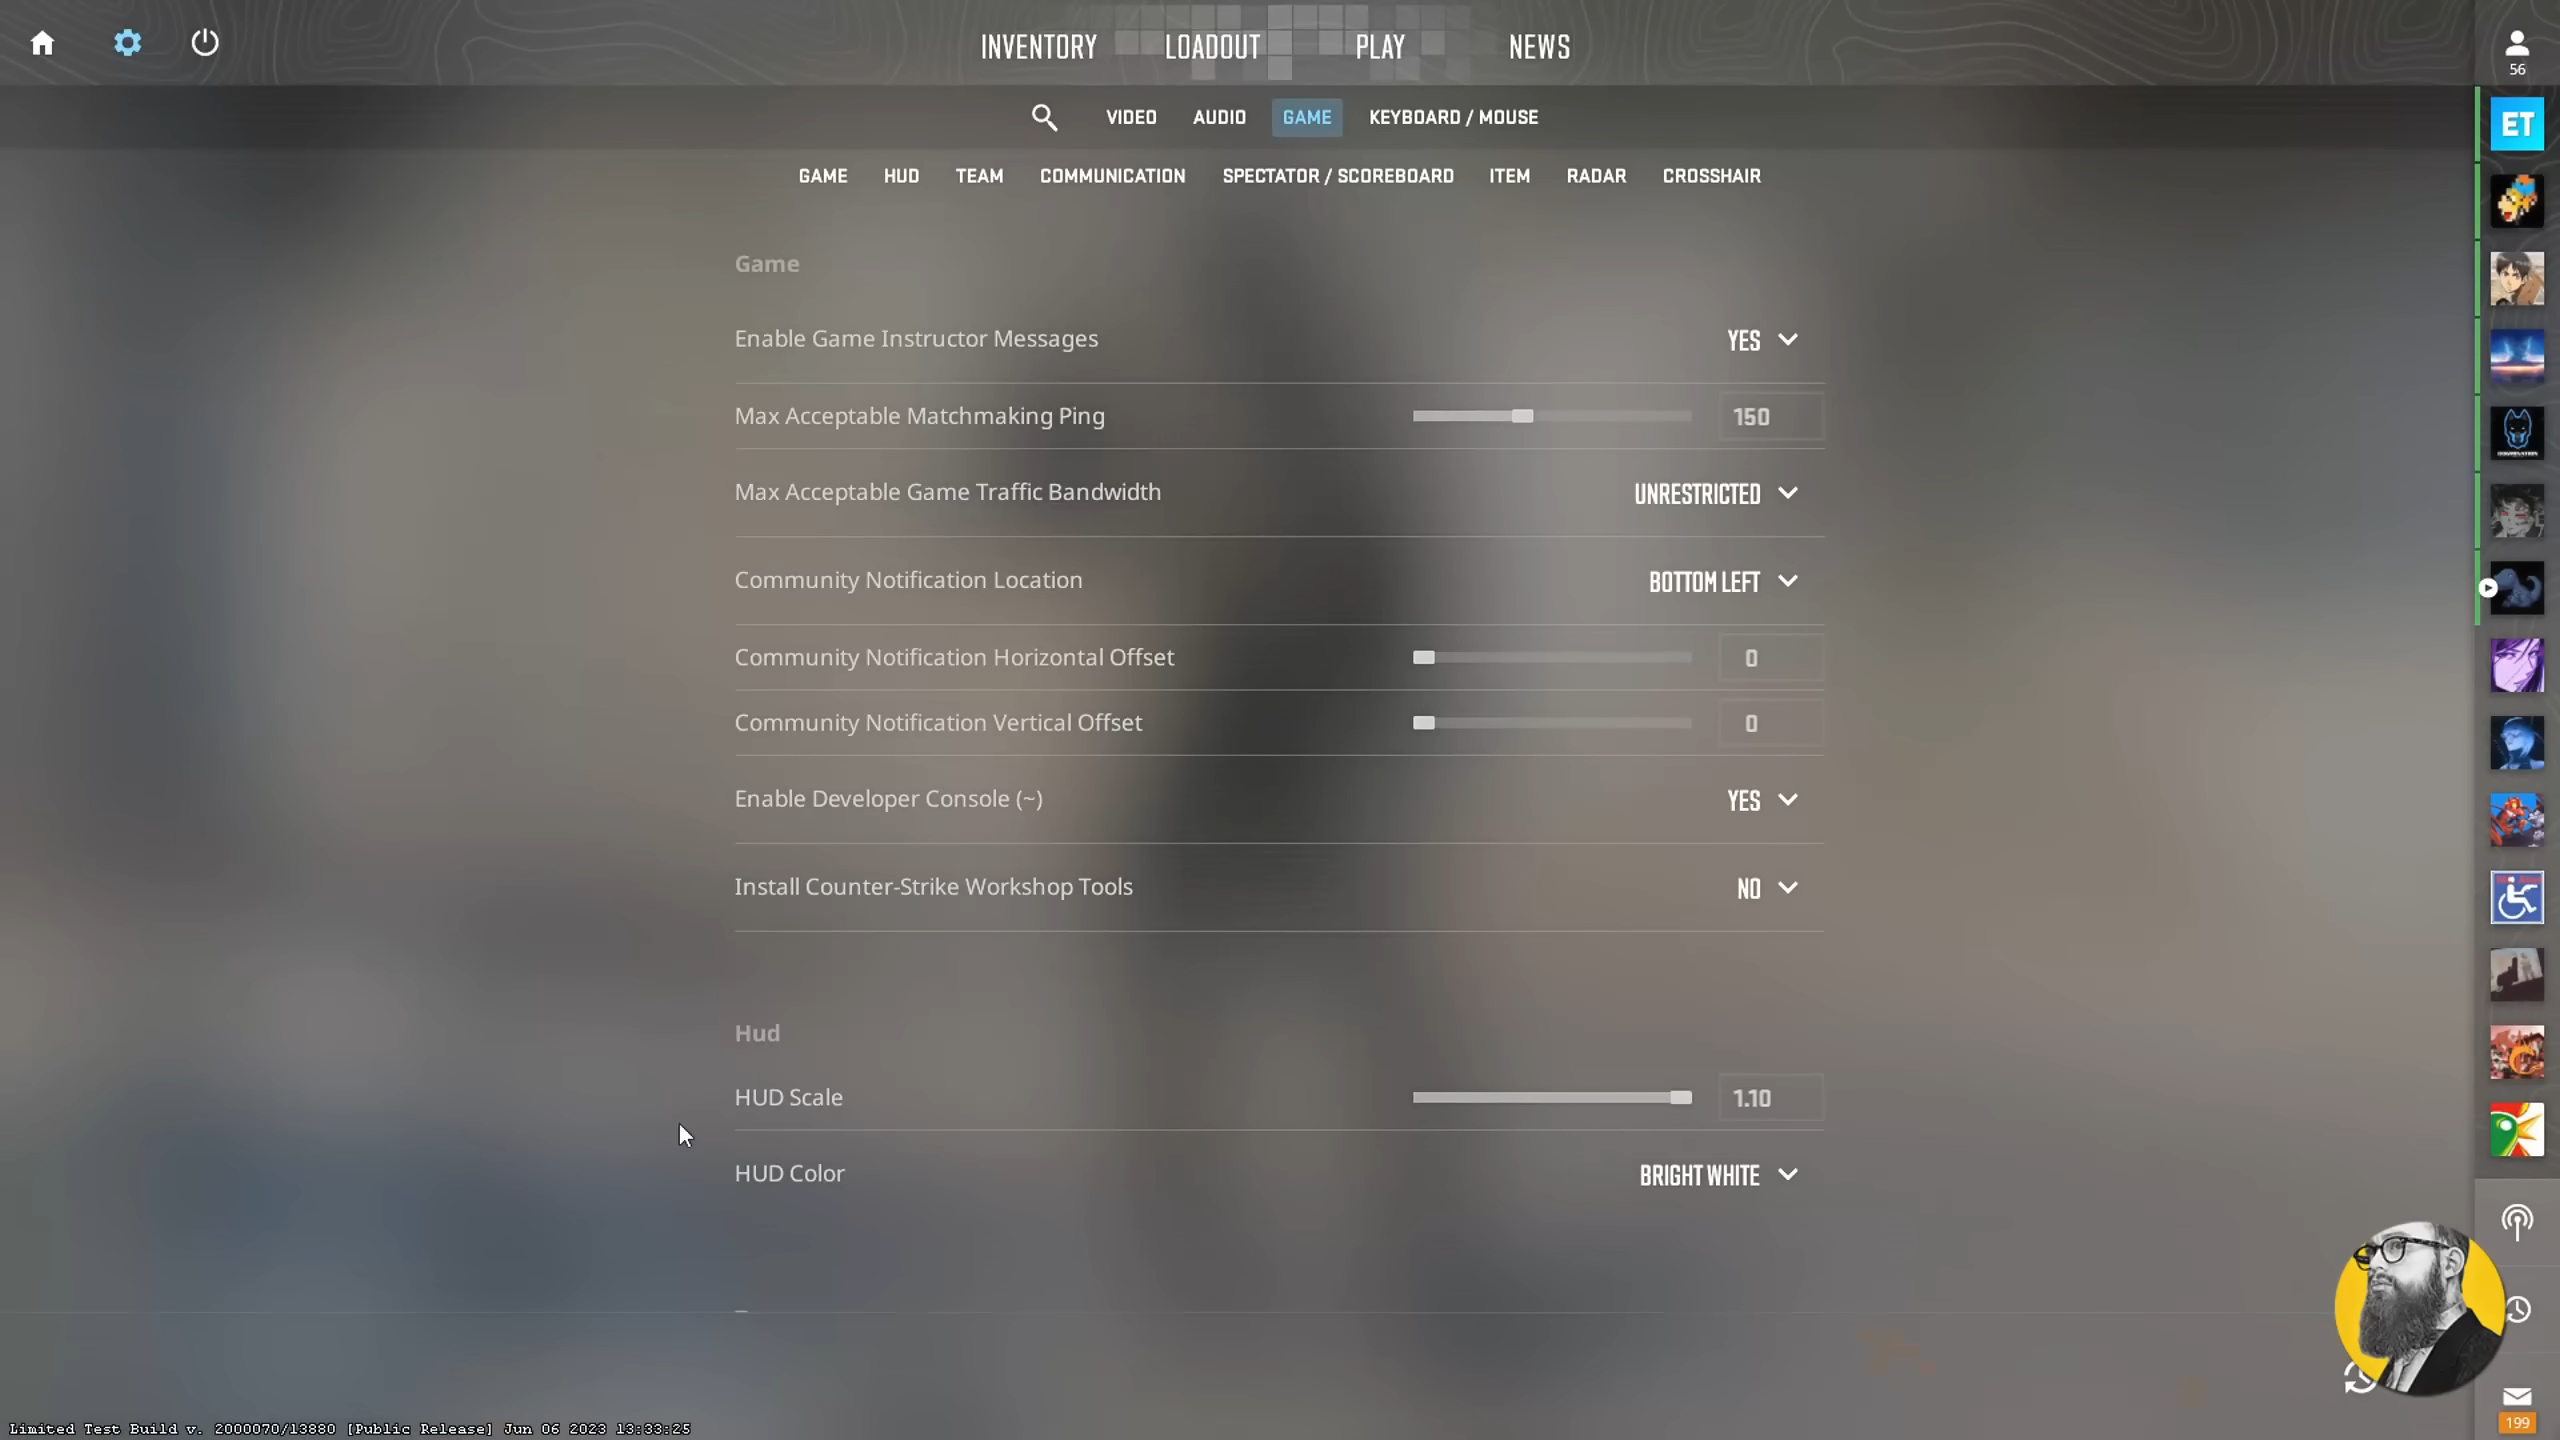 INVENTORY LOADOUT PLAY NEWS
56
VIDEO AUDIO GAME KEYBOARD / MOUSE
ET
GAME HUD TEAM COMMUNICATION SPECTATOR / SCOREBOARD ITEM RADAR CROSSHAIR
Game
Enable Game Instructor Messages YES
Max Acceptable Matchmaking Ping 150
Max Acceptable Game Traffic Bandwidth UNRESTRICTED
Community Notification Location BOTTOM LEFT
Community Notification Horizontal Offset 0
Community Notification Vertical Offset 0
Enable Developer Console (~) YES
Install Counter-Strike Workshop Tools NO
Hud
HUD Scale 1.10
HUD Color BRIGHT WHITE
199
Limited Test Build v. 2000070/13880 [Public Release] Jun 06 2023 13:33:25